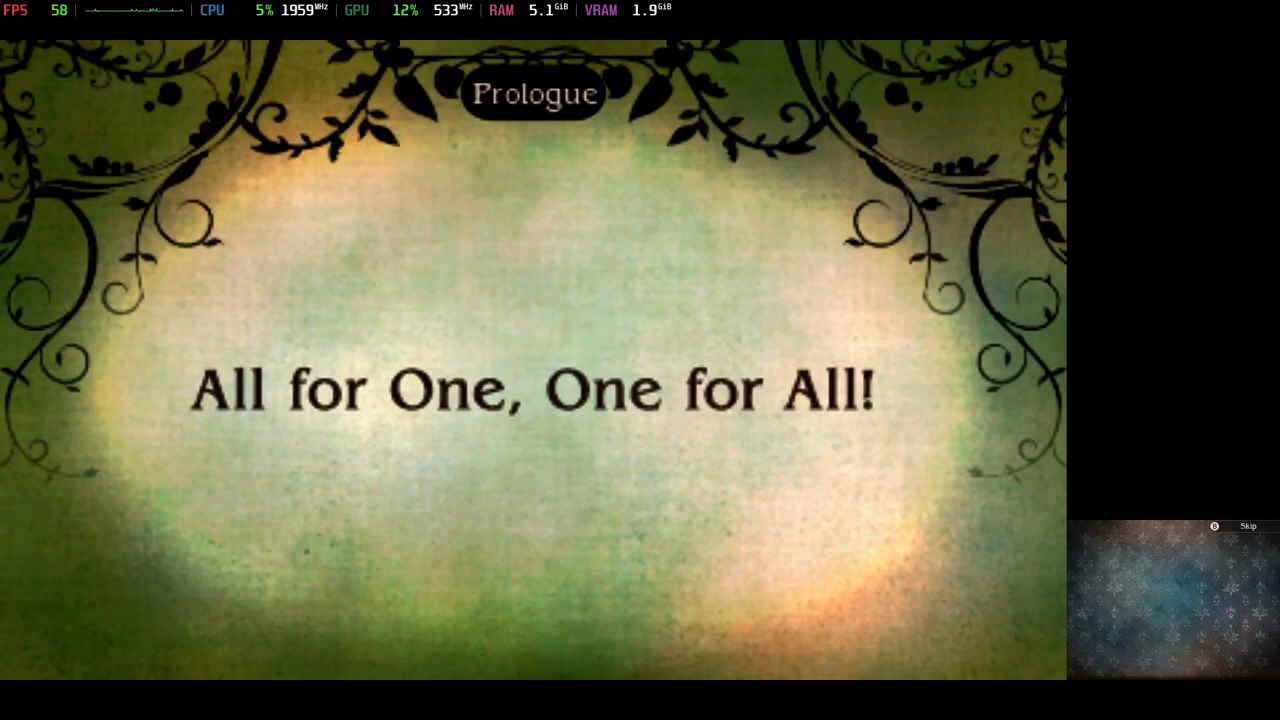 FPS 58 CPU 5% 1959MHz GPU 12% 533MHz RAM 5.1GiB VRAM 1.9GiB
Prologue
All for One, One for All!
B Skip